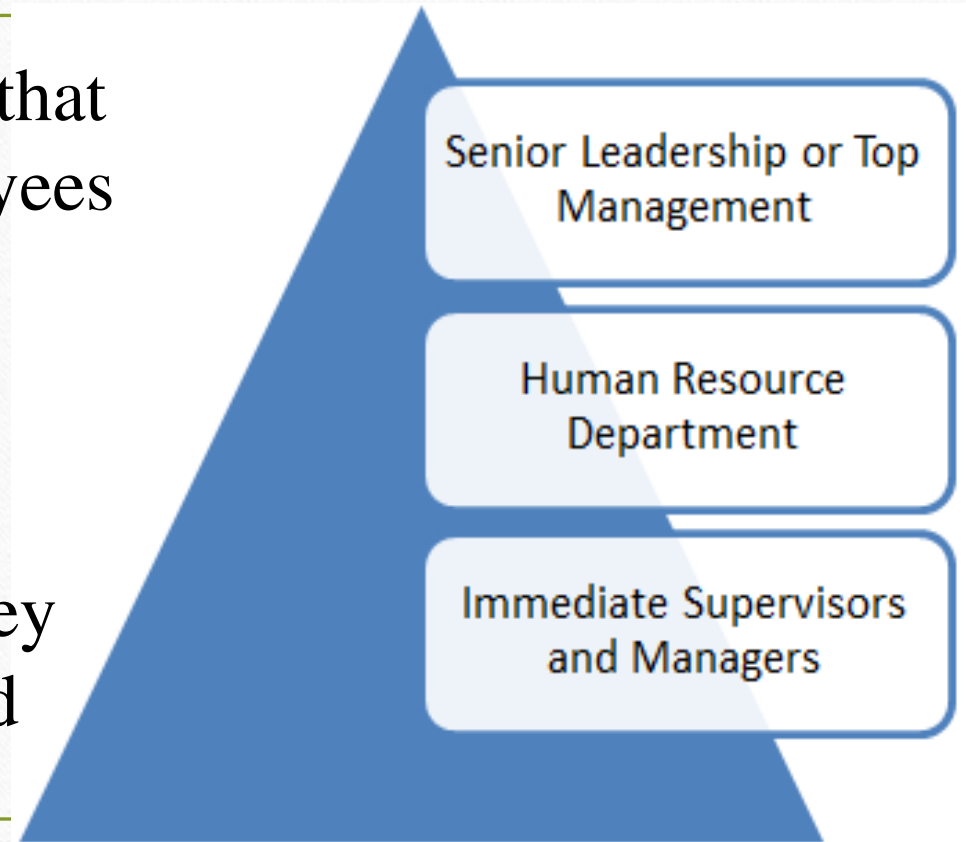 that
yees
ey
d
Senior Leadership or Top
Management
Human Resource
Department
Immediate Supervisors
and Managers